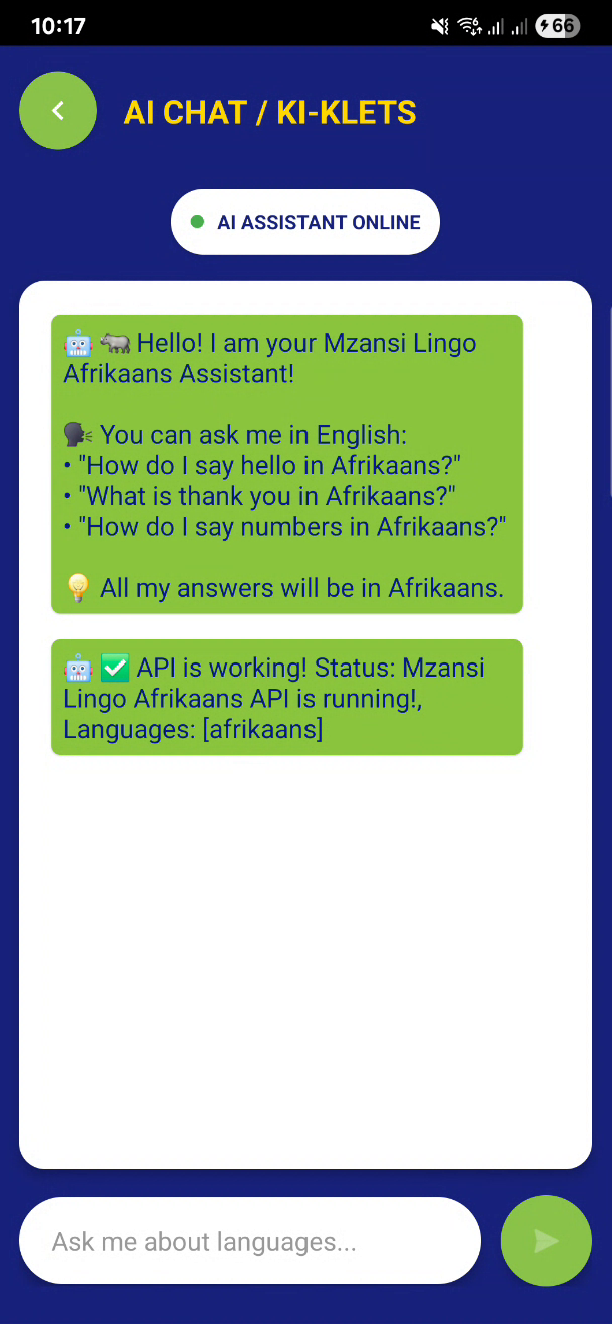 10:17
66
AI CHAT / KI-KLETS
AI ASSISTANT ONLINE
🤖 🦏 Hello! I am your Mzansi Lingo
Afrikaans Assistant!
🗣️ You can ask me in English:
• "How do I say hello in Afrikaans?"
• "What is thank you in Afrikaans?"
• "How do I say numbers in Afrikaans?"
💡 All my answers will be in Afrikaans.
🤖 ✅ API is working! Status: Mzansi
Lingo Afrikaans API is running!,
Languages: [afrikaans]
Ask me about languages...